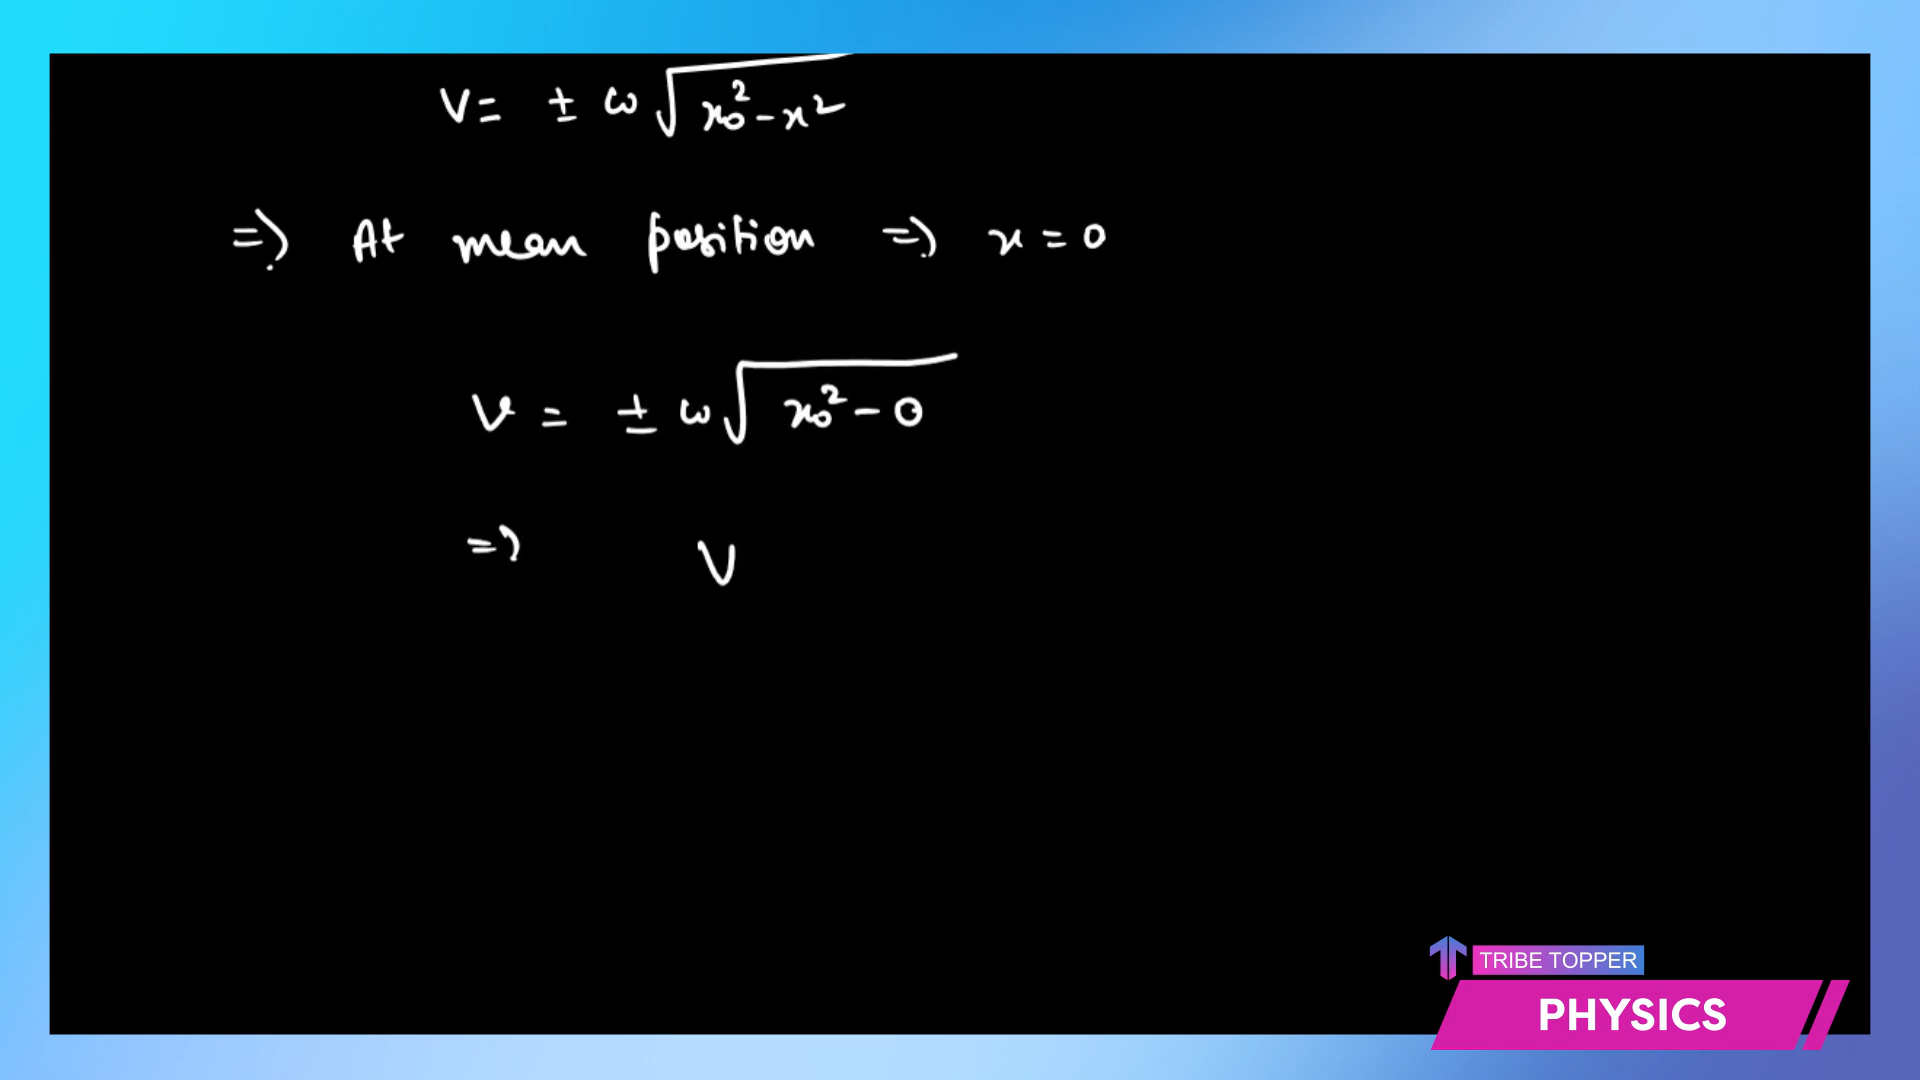 V = ± ω√(x₀² - x²)
=> At mean position => x = 0
V = ± ω√(x₀² - 0)
=> V
TRIBE TOPPER
PHYSICS